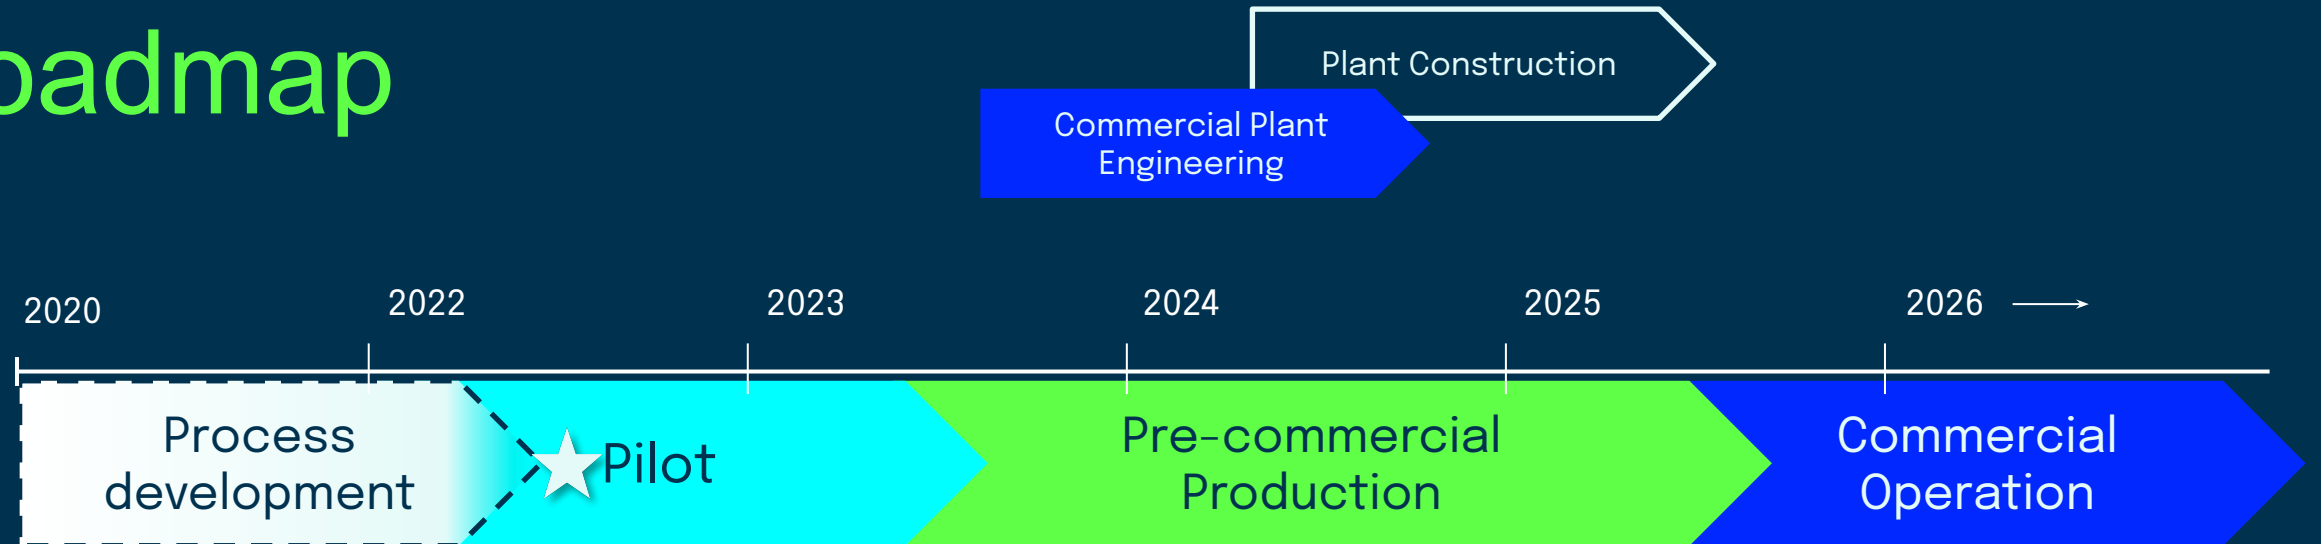 oadmap
Plant Construction
Commercial Plant
Engineering
2020
2022
2023
2024
2025
2026
Process
development
Pilot
Pre-commercial
Production
Commercial
Operation